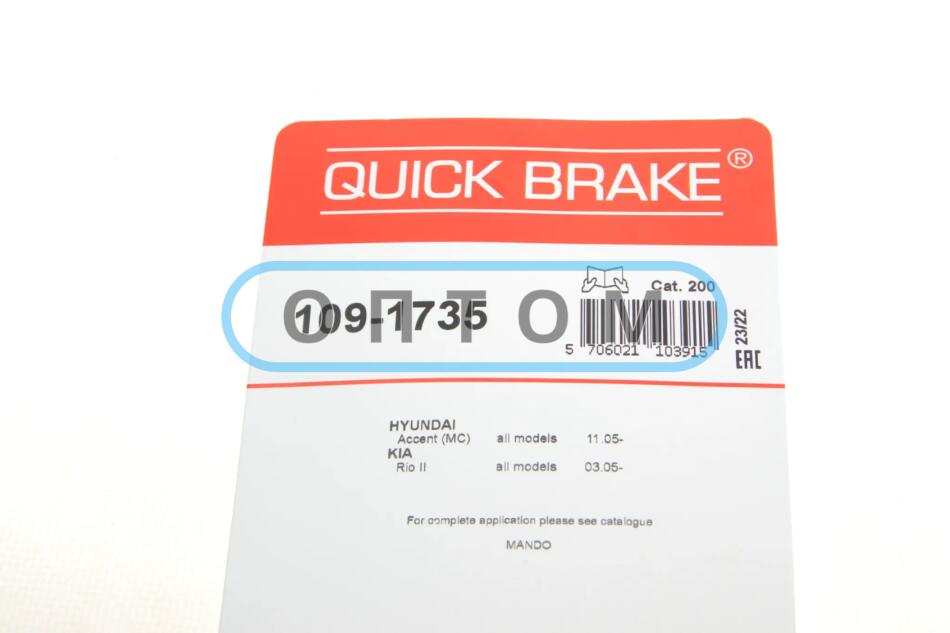 QUICK BRAKE®
Cat. 200
109-1735
ОПТОМ
5 706021 103915
23/22
EAC
HYUNDAI
Accent (MC) all models 11.05-
KIA
Rio II all models 03.05-
For complete application please see catalogue
MANDO